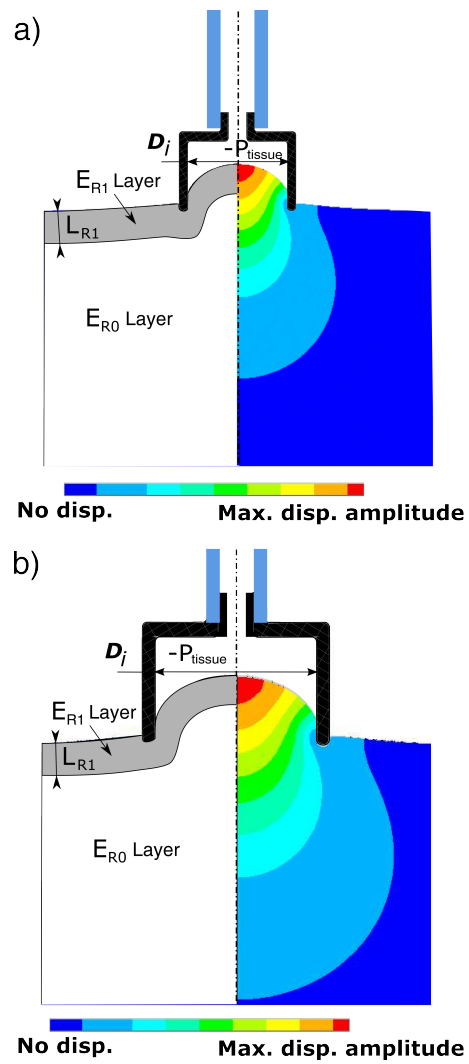 a)
D_i
-P_tissue
E_R1 Layer
L_R1
E_R0 Layer
No disp.
Max. disp. amplitude
b)
D_i
-P_tissue
E_R1 Layer
L_R1
E_R0 Layer
No disp.
Max. disp. amplitude